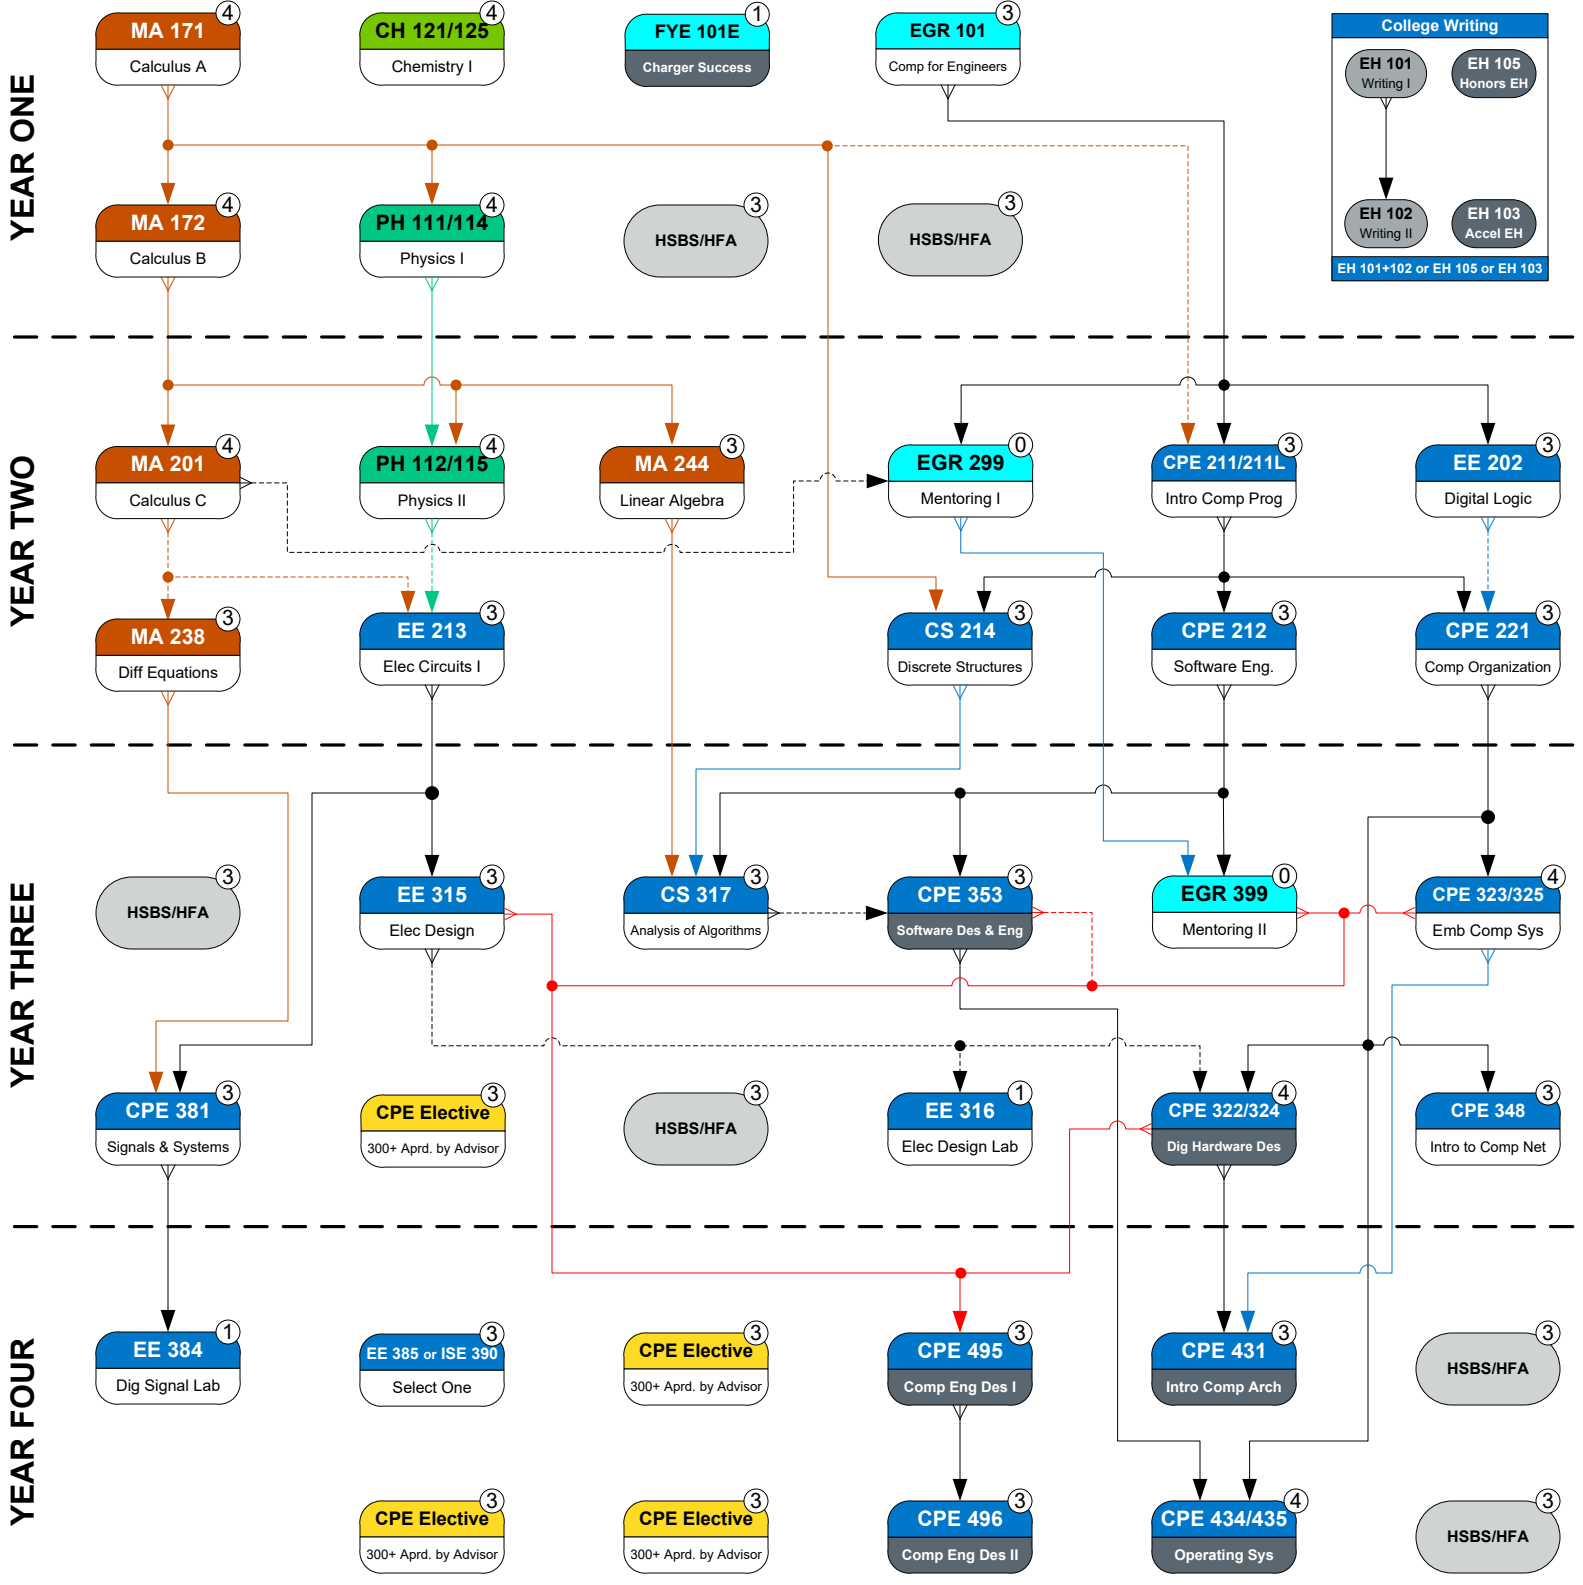 YEAR ONE
4
MA 171
Calculus A
4
CH 121/125
Chemistry I
1
FYE 101E
Charger Success
3
EGR 101
Comp for Engineers
College Writing
EH 101
Writing I
EH 105
Honors EH
EH 102
Writing II
EH 103
Accel EH
EH 101+102 or EH 105 or EH 103
4
MA 172
Calculus B
4
PH 111/114
Physics I
3
HSBS/HFA
3
HSBS/HFA
YEAR TWO
4
MA 201
Calculus C
4
PH 112/115
Physics II
3
MA 244
Linear Algebra
0
EGR 299
Mentoring I
3
CPE 211/211L
Intro Comp Prog
3
EE 202
Digital Logic
3
MA 238
Diff Equations
3
EE 213
Elec Circuits I
3
CS 214
Discrete Structures
3
CPE 212
Software Eng.
3
CPE 221
Comp Organization
YEAR THREE
3
HSBS/HFA
3
EE 315
Elec Design
3
CS 317
Analysis of Algorithms
3
CPE 353
Software Des & Eng
0
EGR 399
Mentoring II
4
CPE 323/325
Emb Comp Sys
3
CPE 381
Signals & Systems
3
CPE Elective
300+ Aprd. by Advisor
3
HSBS/HFA
1
EE 316
Elec Design Lab
4
CPE 322/324
Dig Hardware Des
3
CPE 348
Intro to Comp Net
YEAR FOUR
1
EE 384
Dig Signal Lab
3
EE 385 or ISE 390
Select One
3
CPE Elective
300+ Aprd. by Advisor
3
CPE 495
Comp Eng Des I
3
CPE 431
Intro Comp Arch
3
HSBS/HFA
3
CPE Elective
300+ Aprd. by Advisor
3
CPE Elective
300+ Aprd. by Advisor
3
CPE 496
Comp Eng Des II
4
CPE 434/435
Operating Sys
3
HSBS/HFA